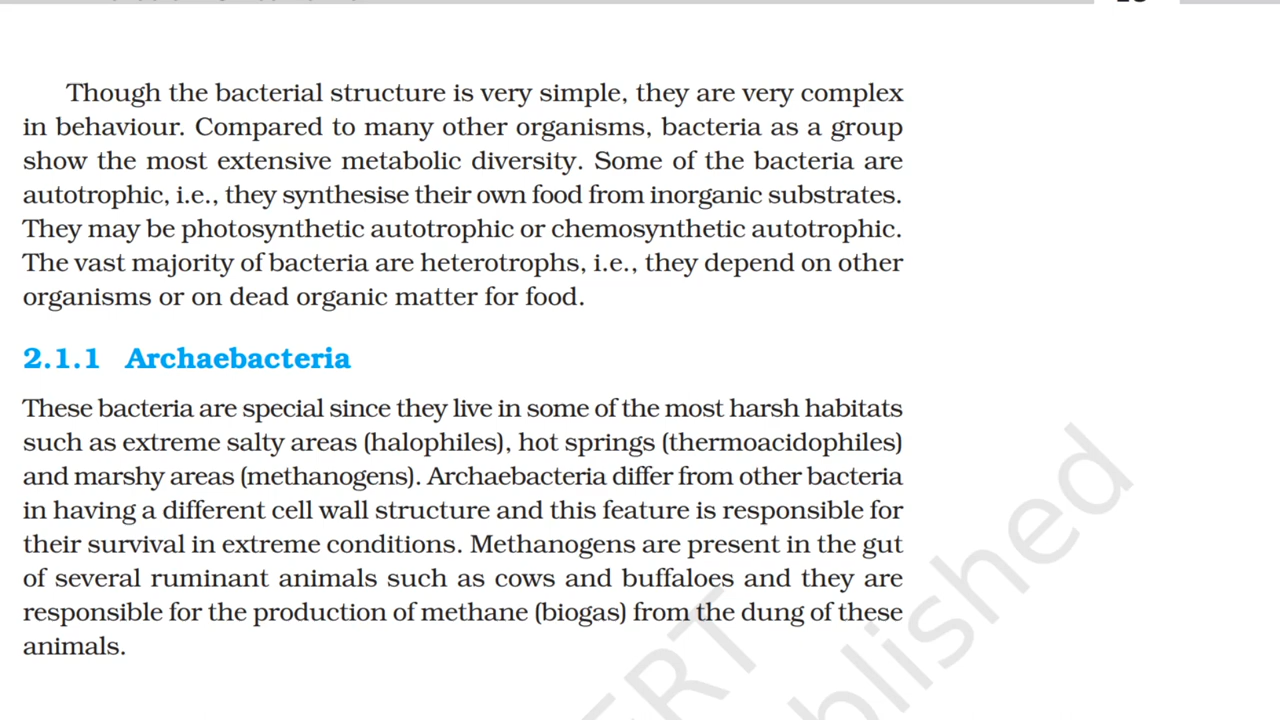 Though the bacterial structure is very simple, they are very complex
in behaviour. Compared to many other organisms, bacteria as a group
show the most extensive metabolic diversity. Some of the bacteria are
autotrophic, i.e., they synthesise their own food from inorganic substrates.
They may be photosynthetic autotrophic or chemosynthetic autotrophic.
The vast majority of bacteria are heterotrophs, i.e., they depend on other
organisms or on dead organic matter for food.
2.1.1 Archaebacteria
These bacteria are special since they live in some of the most harsh habitats
such as extreme salty areas (halophiles), hot springs (thermoacidophiles)
and marshy areas (methanogens). Archaebacteria differ from other bacteria
in having a different cell wall structure and this feature is responsible for
their survival in extreme conditions. Methanogens are present in the gut
of several ruminant animals such as cows and buffaloes and they are
responsible for the production of methane (biogas) from the dung of these
animals.